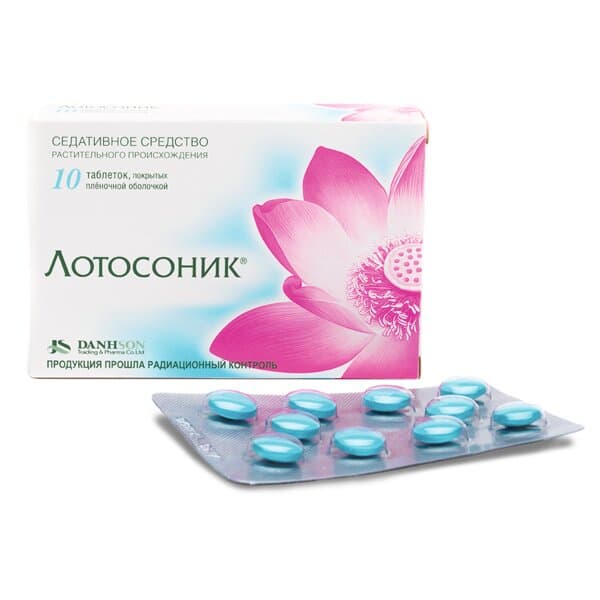 Лотосоник
СЕДАТИВНОЕ СРЕДСТВО
РАСТИТЕЛЬНОГО ПРОИСХОЖДЕНИЯ
10 таблеток, покрытых
плёночной оболочкой
Лотосоник®
DANHSON
Trading & Pharma Co.Ltd
ПРОДУКЦИЯ ПРОШЛА РАДИАЦИОННЫЙ КОНТРОЛЬ